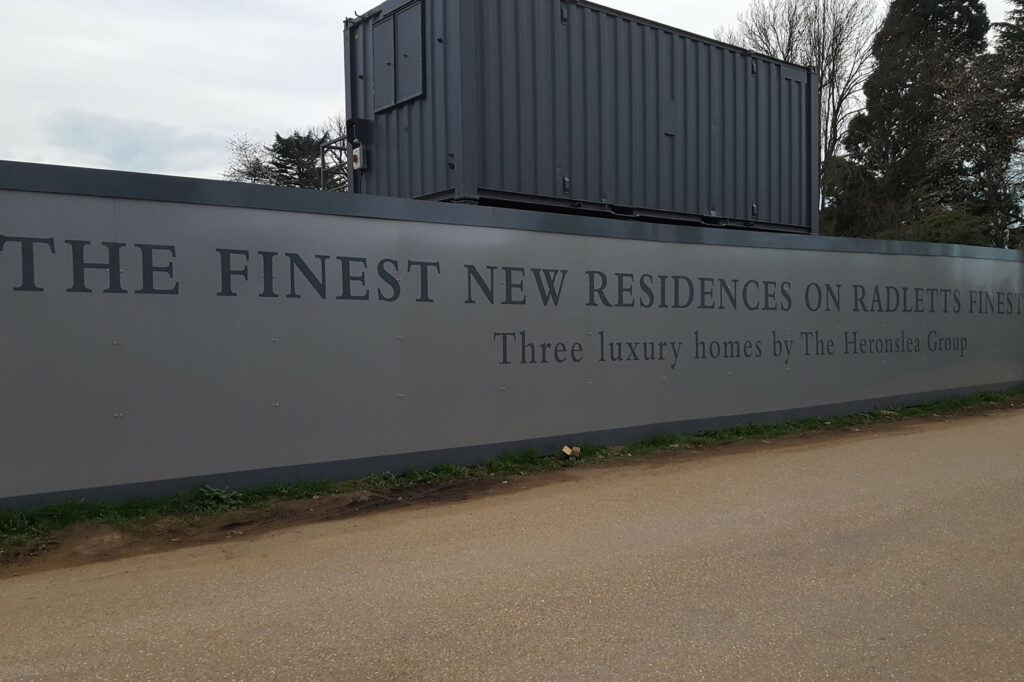 THE FINEST NEW RESIDENCES ON RADLETTS FINEST
Three luxury homes by The Heronslea Group